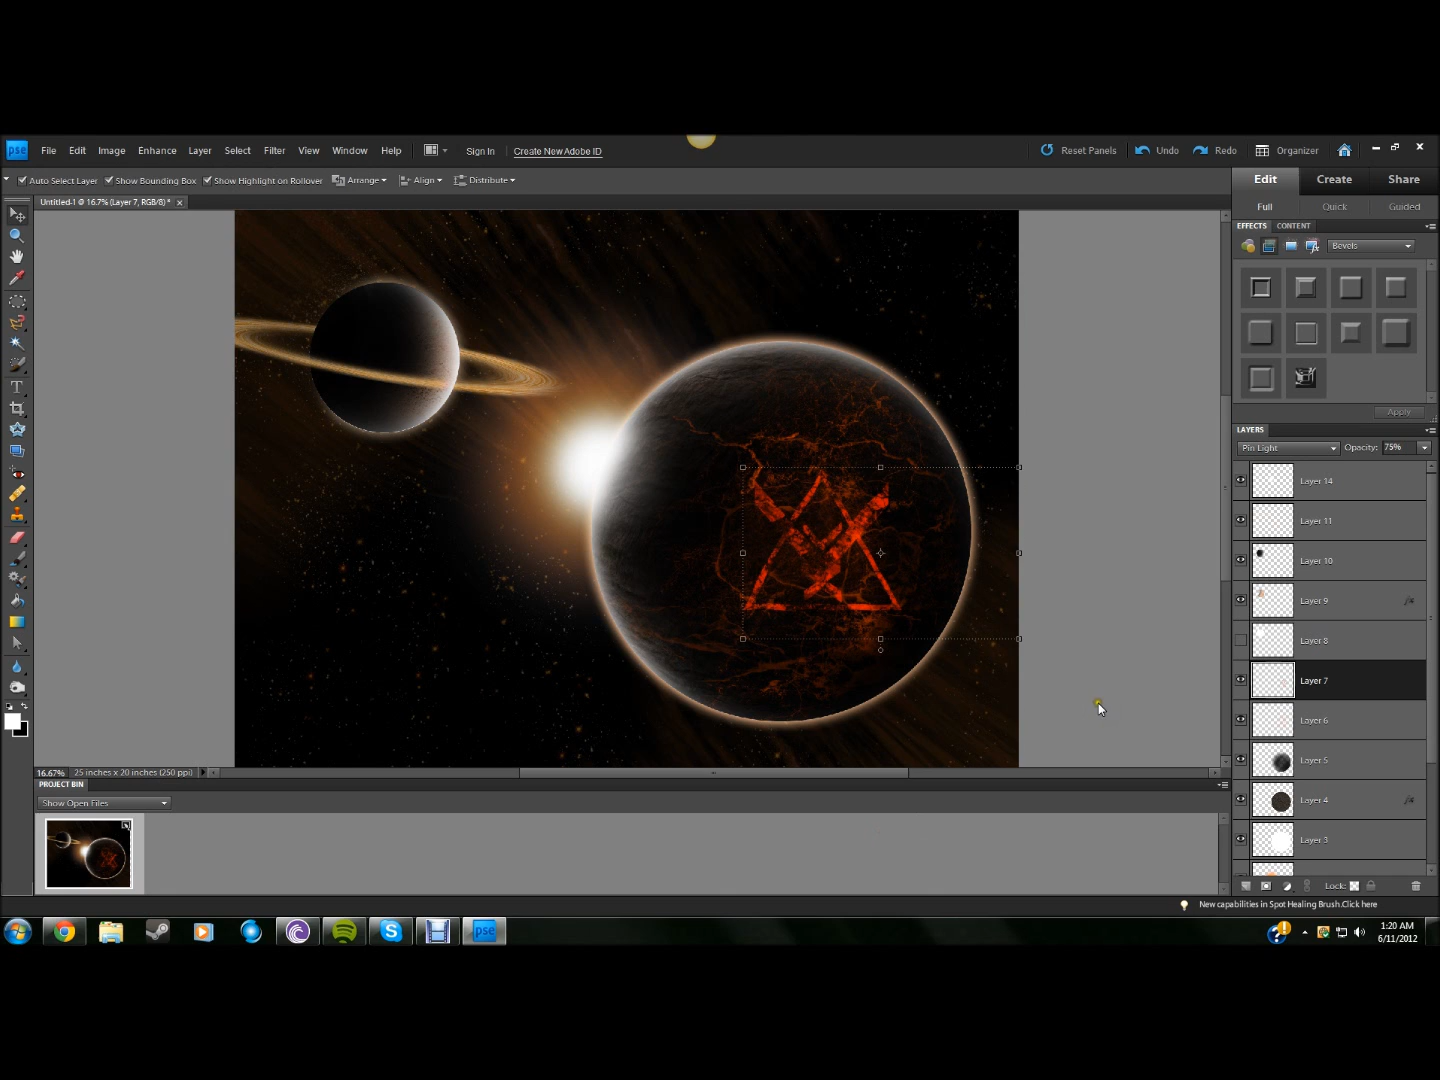 pse File Edit Image Enhance Layer Select Filter View Window Help Sign In Create New Adobe ID Reset Panels Undo Redo Organizer
Auto Select Layer Show Bounding Box Show Highlight on Rollover Arrange Align Distribute
Edit Create Share
Untitled-1 @ 16.7% (Layer 7, RGB/8) * x
Full Quick Guided
EFFECTS CONTENT
Bevels
Apply
LAYERS
Pin Light Opacity: 75%
Layer 14
Layer 11
Layer 10
Layer 9
Layer 8
Layer 7
Layer 6
Layer 5
Layer 4
Layer 3
Lock:
16.67% 25 inches x 20 inches (250 ppi)
PROJECT BIN
Show Open Files
New capabilities in Spot Healing Brush.Click here
pse
1:20 AM
6/11/2012